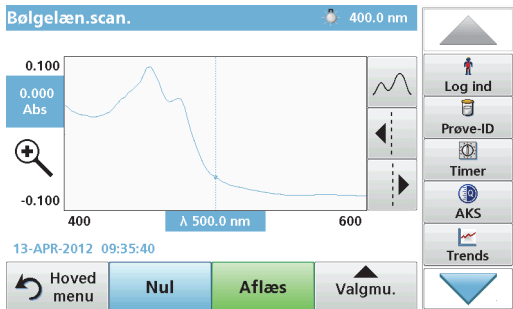 Bølgelæn.scan.
400.0 nm
0.100
0.000
Abs
-0.100
400
λ 500.0 nm
600
13-APR-2012 09:35:40
Hoved
menu
Nul
Aflæs
Valgmu.
Log ind
Prøve-ID
Timer
AKS
Trends